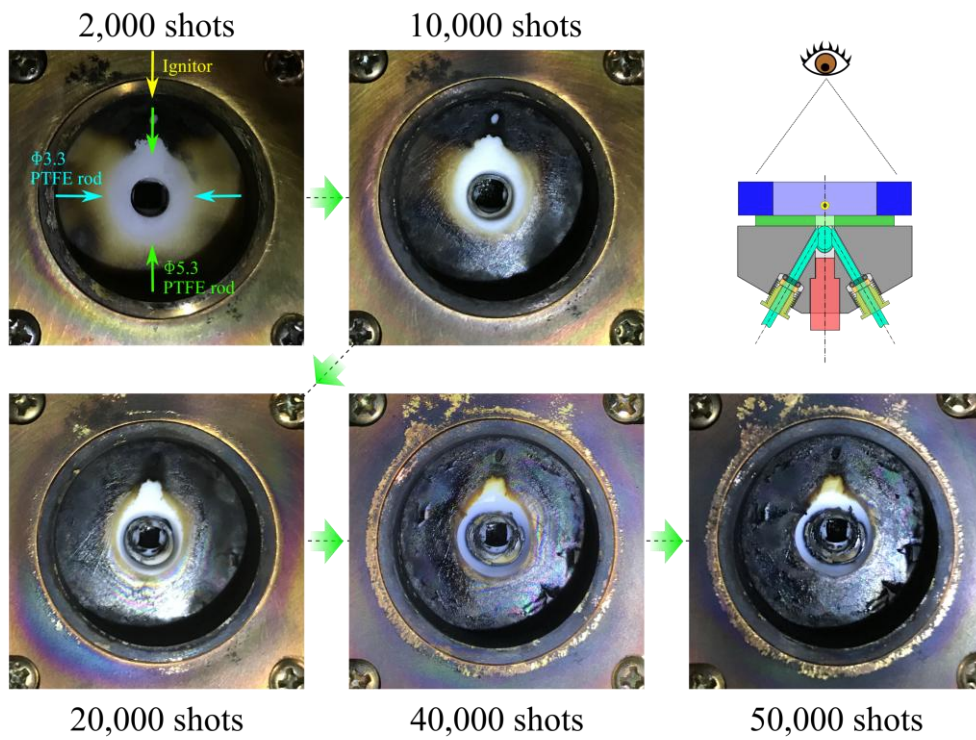 2,000 shots
10,000 shots
Ignitor
Φ3.3
PTFE rod
Φ5.3
PTFE rod
20,000 shots
40,000 shots
50,000 shots